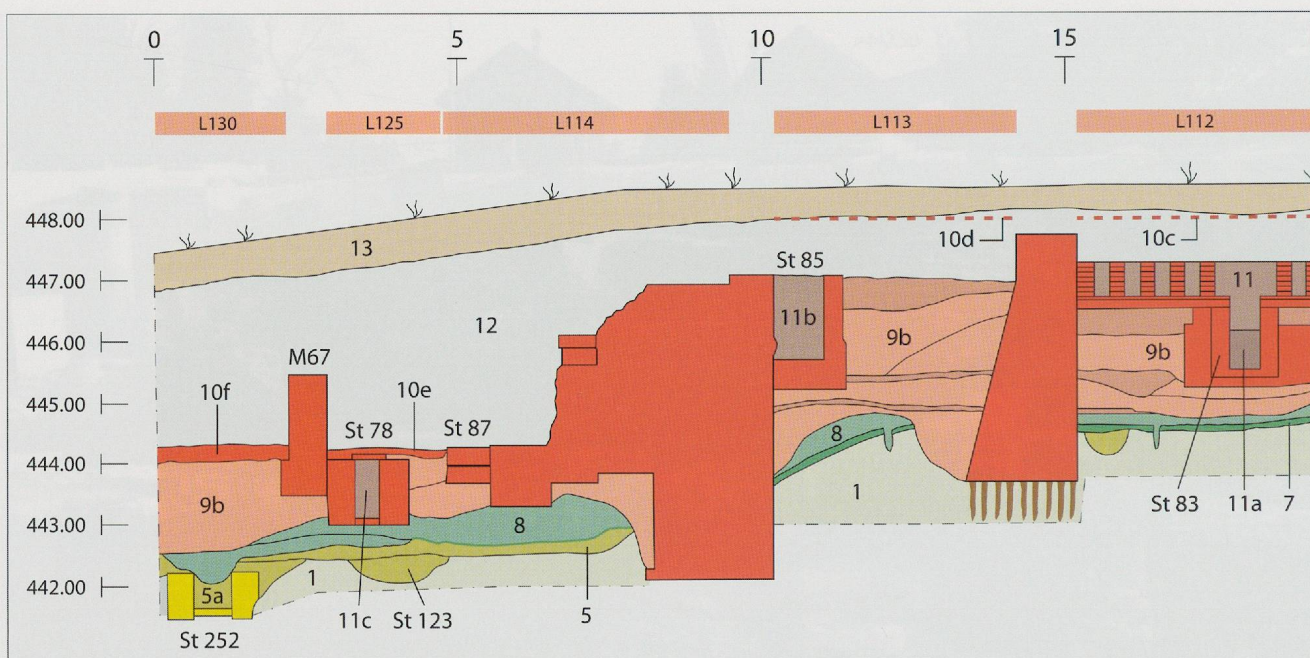 0 5 10 15
L130 L125 L114 L113 L112
448.00
13
10d 10c
447.00
St 85
11
12
11b
446.00
9b
9b
M67
10f
10e
445.00
St 78 St 87
8
444.00
9b
1
St 83 11a 7
443.00
8
442.00
5a
1
11c St 123
5
St 252